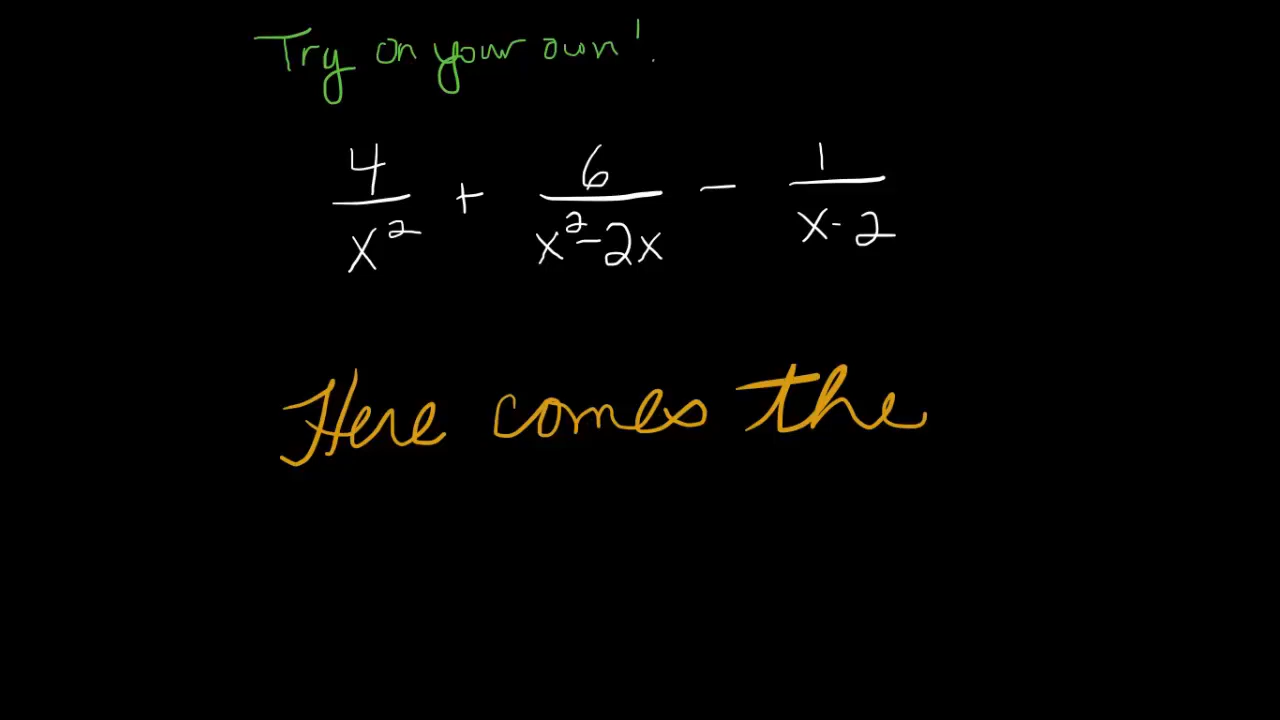 Try on your own!
4/x² + 6/(x²-2x) - 1/(x-2)
Here comes the